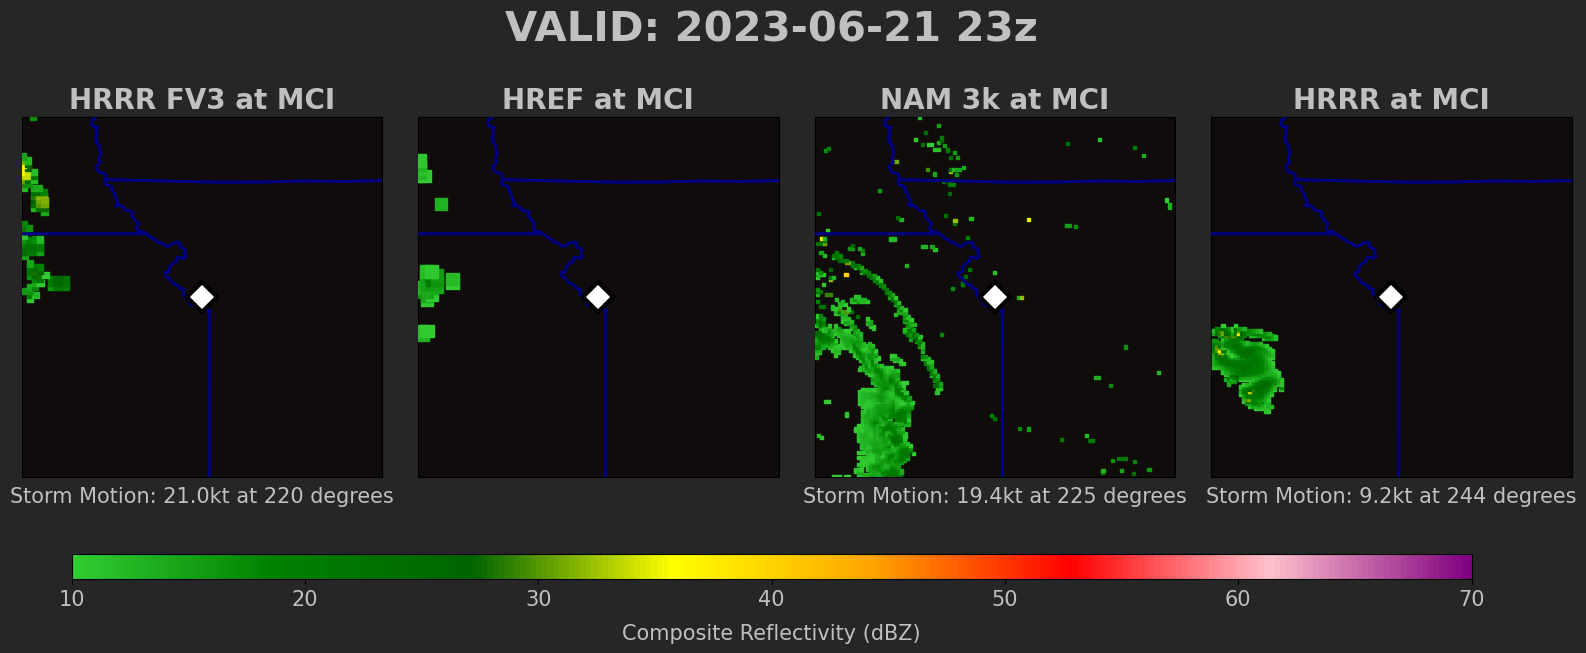 VALID: 2023-06-21 23z
HRRR FV3 at MCI
HREF at MCI
NAM 3k at MCI
HRRR at MCI
Storm Motion: 21.0kt at 220 degrees
Storm Motion: 19.4kt at 225 degrees
Storm Motion: 9.2kt at 244 degrees
10 20 30 40 50 60 70
Composite Reflectivity (dBZ)